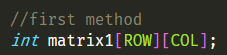 //first method
int matrix1[ROW][COL];